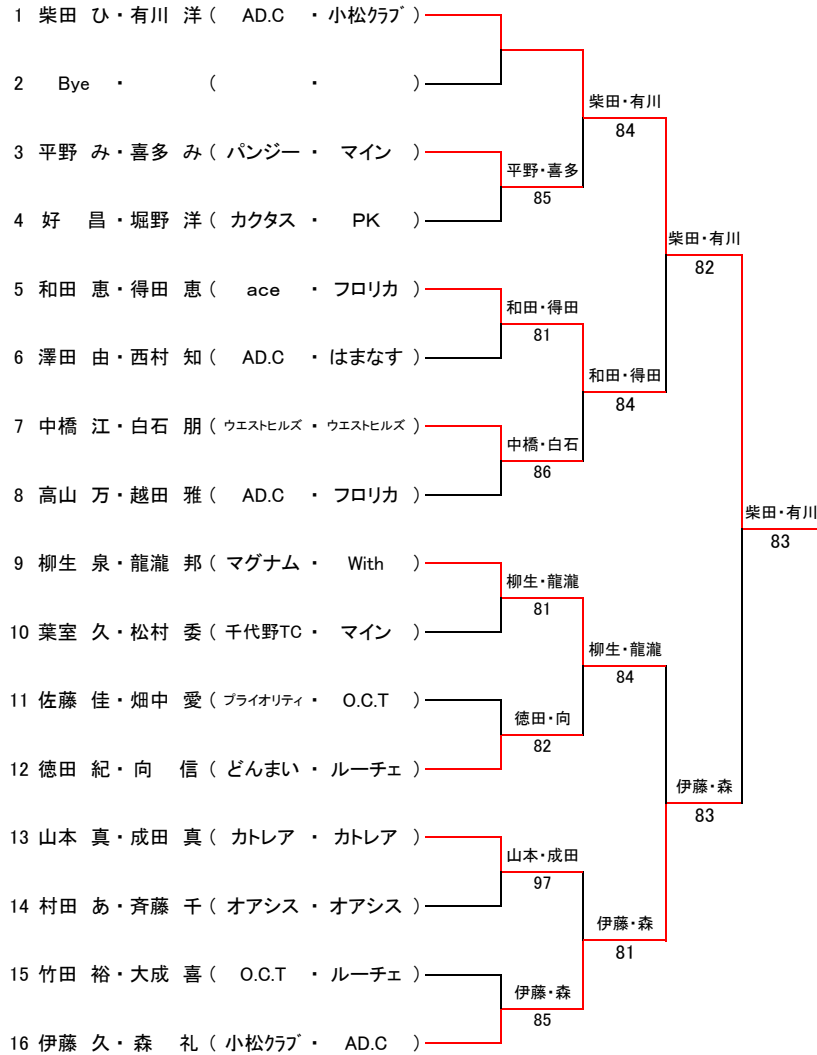 1 柴田 ひ・有川 洋 ( AD.C ・ 小松クラブ )
2 Bye ・ ( ・ )
柴田・有川
84
3 平野 み・喜多 み ( パンジー ・ マイン )
平野・喜多
85
4 好 昌・堀野 洋 ( カクタス ・ PK )
柴田・有川
82
5 和田 恵・得田 恵 ( ace ・ フロリカ )
和田・得田
81
6 澤田 由・西村 知 ( AD.C ・ はまなす )
和田・得田
84
7 中橋 江・白石 朋 ( ウエストヒルズ ・ ウエストヒルズ )
中橋・白石
86
8 高山 万・越田 雅 ( AD.C ・ フロリカ )
柴田・有川
83
9 柳生 泉・龍瀧 邦 ( マグナム ・ With )
柳生・龍瀧
81
10 葉室 久・松村 委 ( 千代野TC ・ マイン )
柳生・龍瀧
84
11 佐藤 佳・畑中 愛 ( プライオリティ ・ O.C.T )
徳田・向
82
12 徳田 紀・向 信 ( どんまい ・ ルーチェ )
伊藤・森
83
13 山本 真・成田 真 ( カトレア ・ カトレア )
山本・成田
97
14 村田 あ・斉藤 千 ( オアシス ・ オアシス )
伊藤・森
81
15 竹田 裕・大成 喜 ( O.C.T ・ ルーチェ )
伊藤・森
85
16 伊藤 久・森 礼 ( 小松クラブ ・ AD.C )